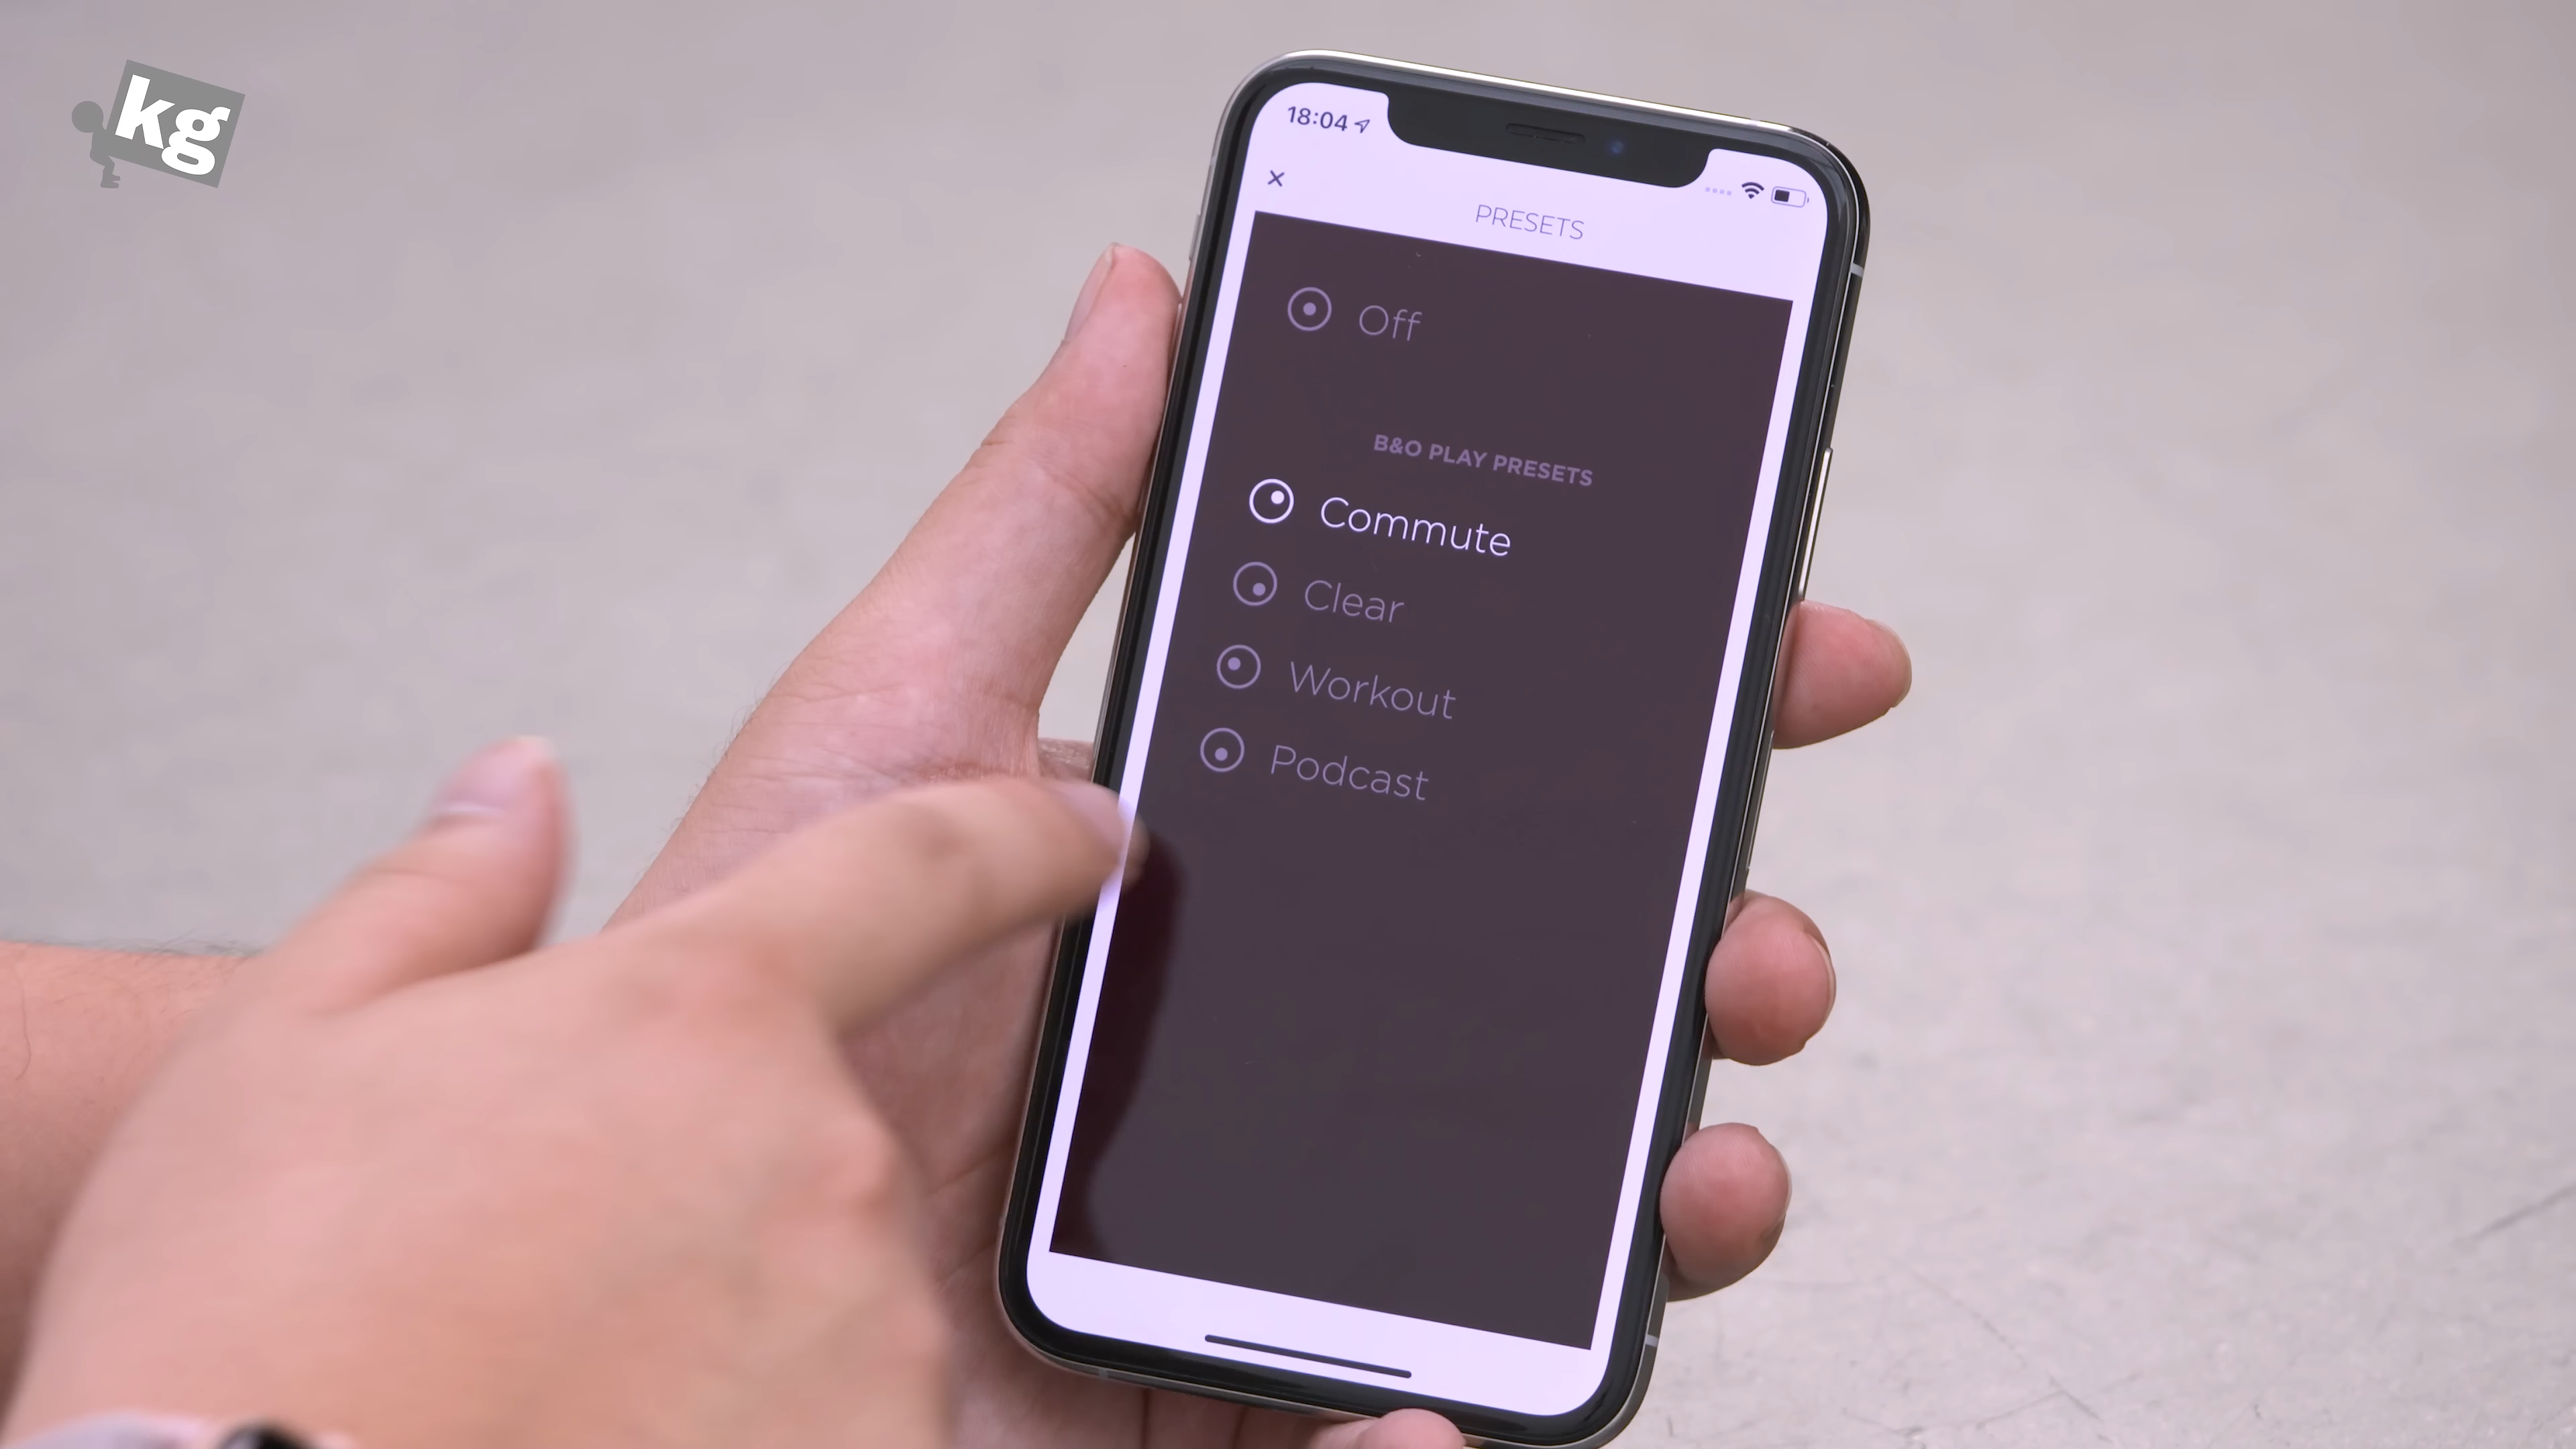 kg
18:04
PRESETS
Off
B&O PLAY PRESETS
Commute
Clear
Workout
Podcast